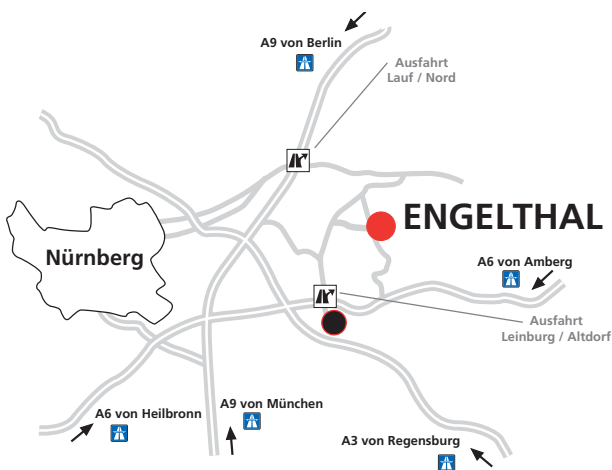 A9 von Berlin
Ausfahrt
Lauf / Nord
ENGELTHAL
Nürnberg
A6 von Amberg
Ausfahrt
Leinburg / Altdorf
A6 von Heilbronn
A9 von München
A3 von Regensburg